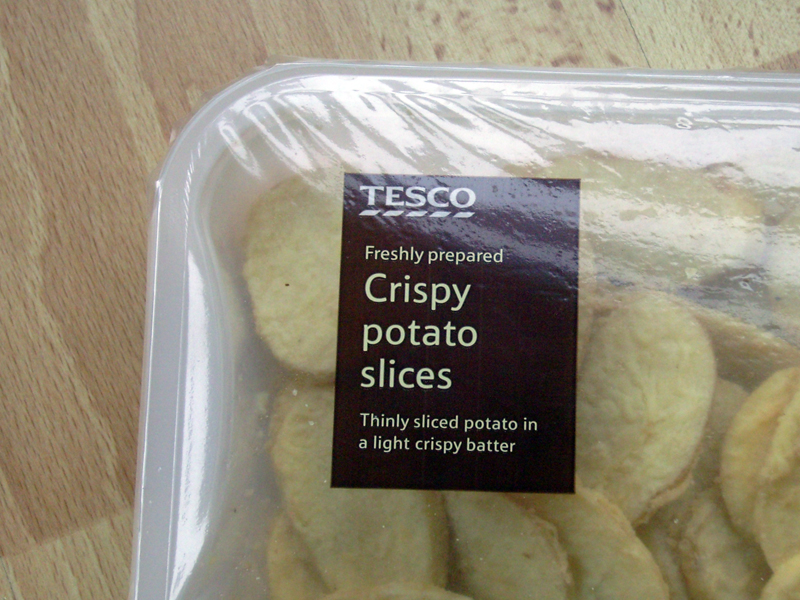 TESCO
Freshly prepared
Crispy
potato
slices
Thinly sliced potato in
a light crispy batter